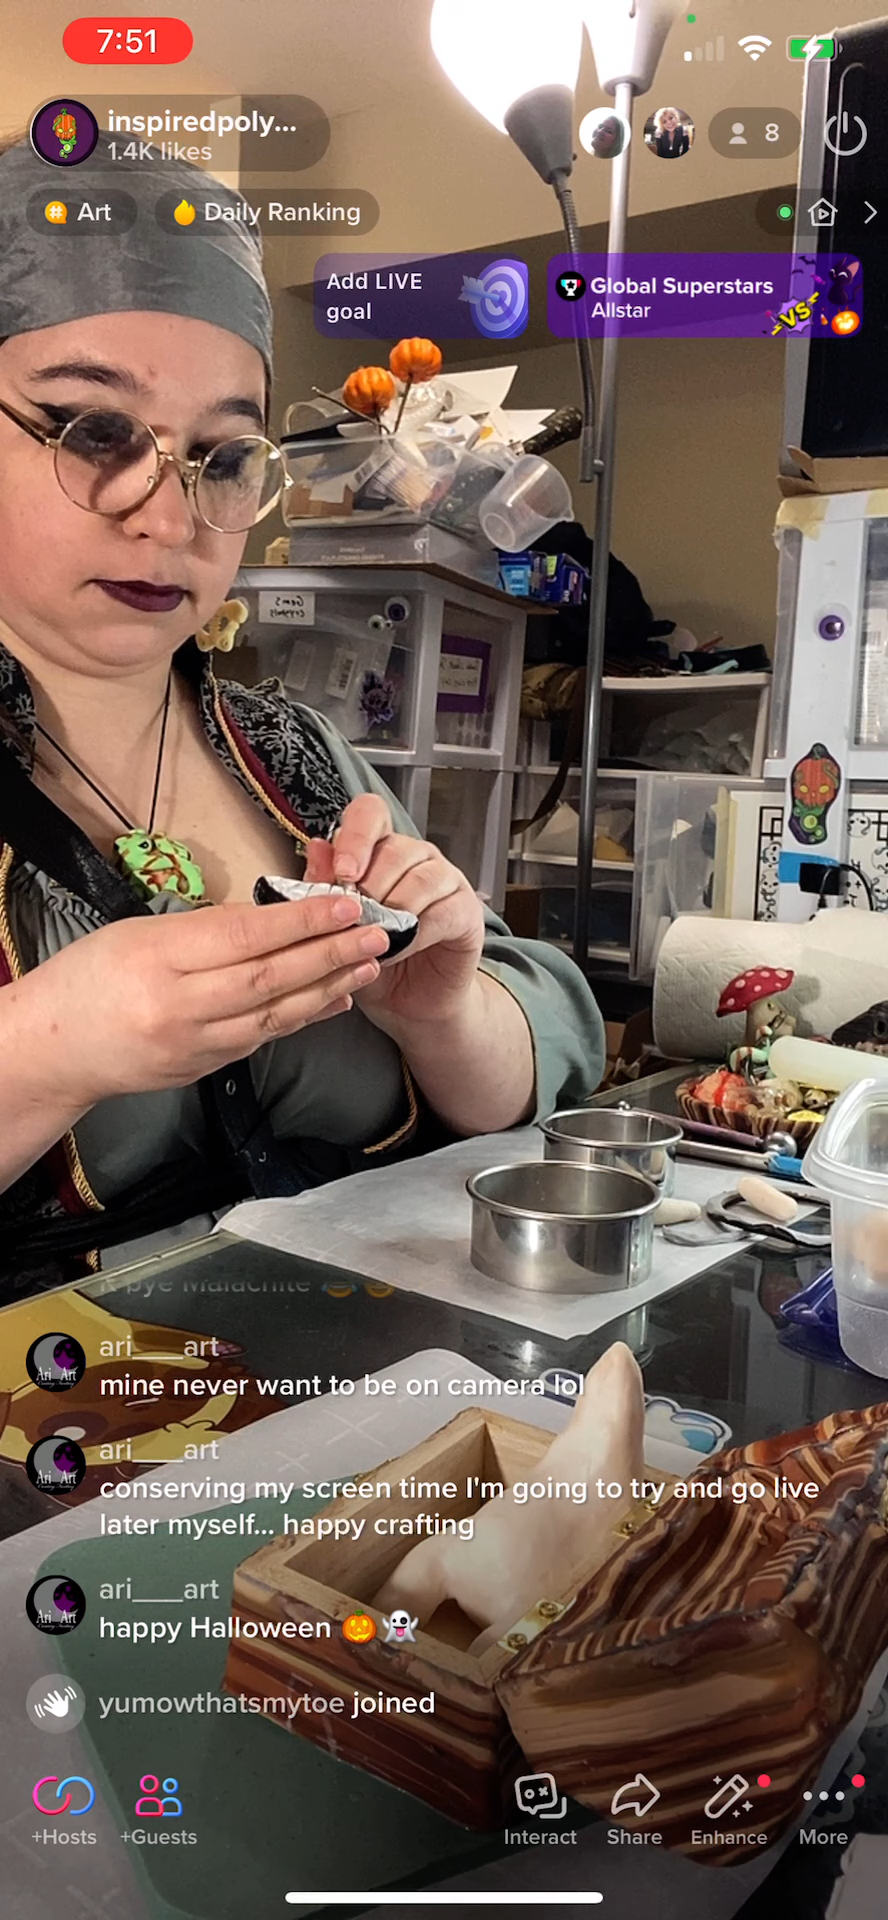 7:51
inspiredpoly...
1.4K likes
8
Art
Daily Ranking
Add LIVE
goal
Global Superstars
Allstar
VS
Gems
crystals
ari___art
mine never want to be on camera lol
ari___art
conserving my screen time I'm going to try and go live
later myself... happy crafting
ari___art
happy Halloween 🎃👻
yumowthatsmytoe joined
+Hosts
+Guests
Interact
Share
Enhance
More